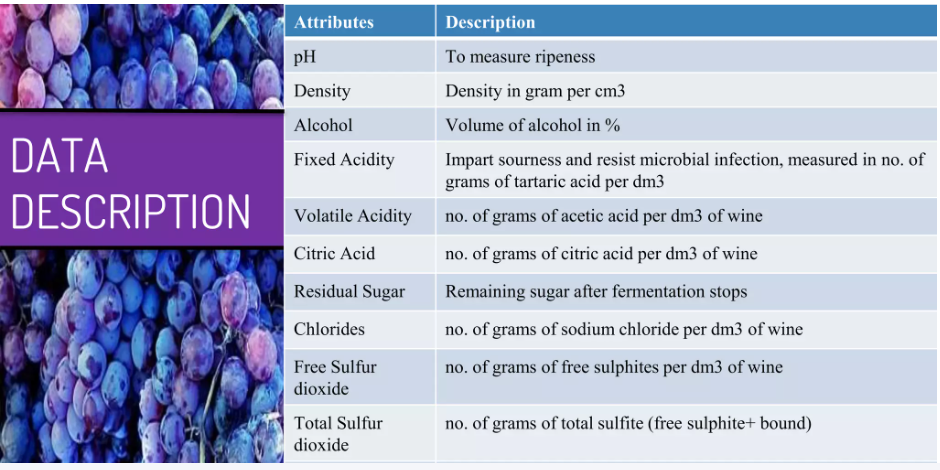 DATA
DESCRIPTION
Attributes Description
pH To measure ripeness
Density Density in gram per cm3
Alcohol Volume of alcohol in %
Fixed Acidity Impart sourness and resist microbial infection, measured in no. of
grams of tartaric acid per dm3
Volatile Acidity no. of grams of acetic acid per dm3 of wine
Citric Acid no. of grams of citric acid per dm3 of wine
Residual Sugar Remaining sugar after fermentation stops
Chlorides no. of grams of sodium chloride per dm3 of wine
Free Sulfur no. of grams of free sulphites per dm3 of wine
dioxide
Total Sulfur no. of grams of total sulfite (free sulphite+ bound)
dioxide